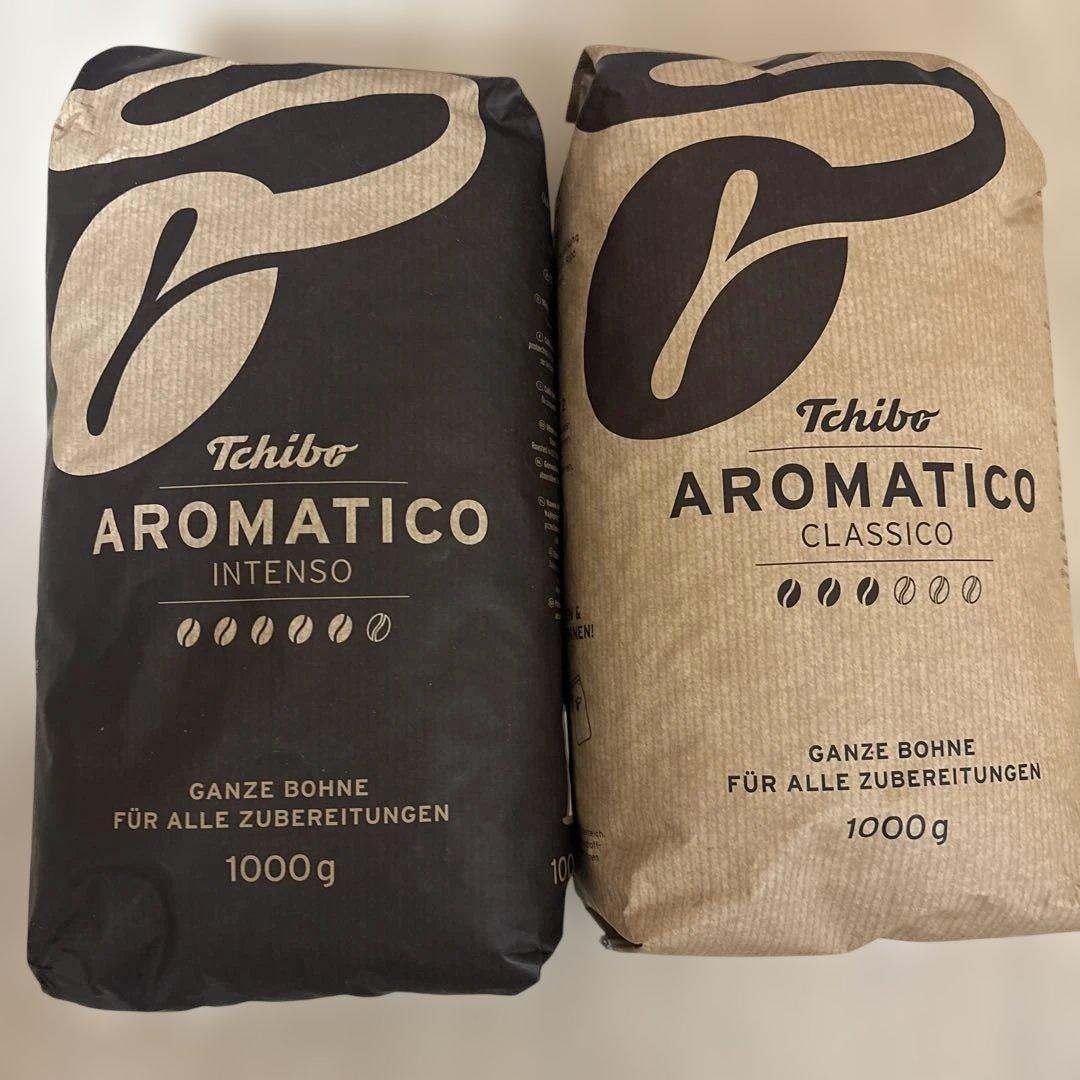 Tchibo
AROMATICO
INTENSO
GANZE BOHNE
FÜR ALLE ZUBEREITUNGEN
1000g
Tchibo
AROMATICO
CLASSICO
GANZE BOHNE
FÜR ALLE ZUBEREITUNGEN
1000g